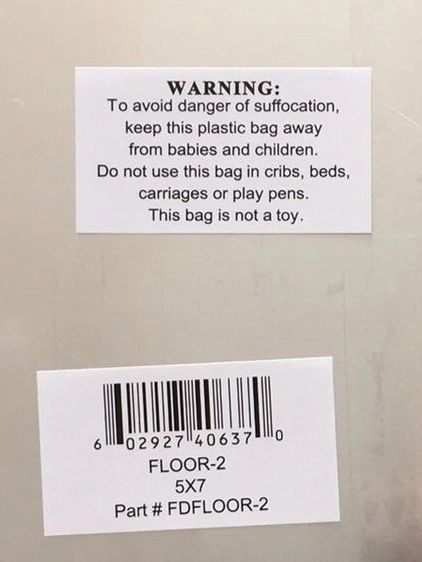 WARNING:
To avoid danger of suffocation,
keep this plastic bag away
from babies and children.
Do not use this bag in cribs, beds,
carriages or play pens.
This bag is not a toy.
6 02927 40637 0
FLOOR-2
5X7
Part # FDFLOOR-2